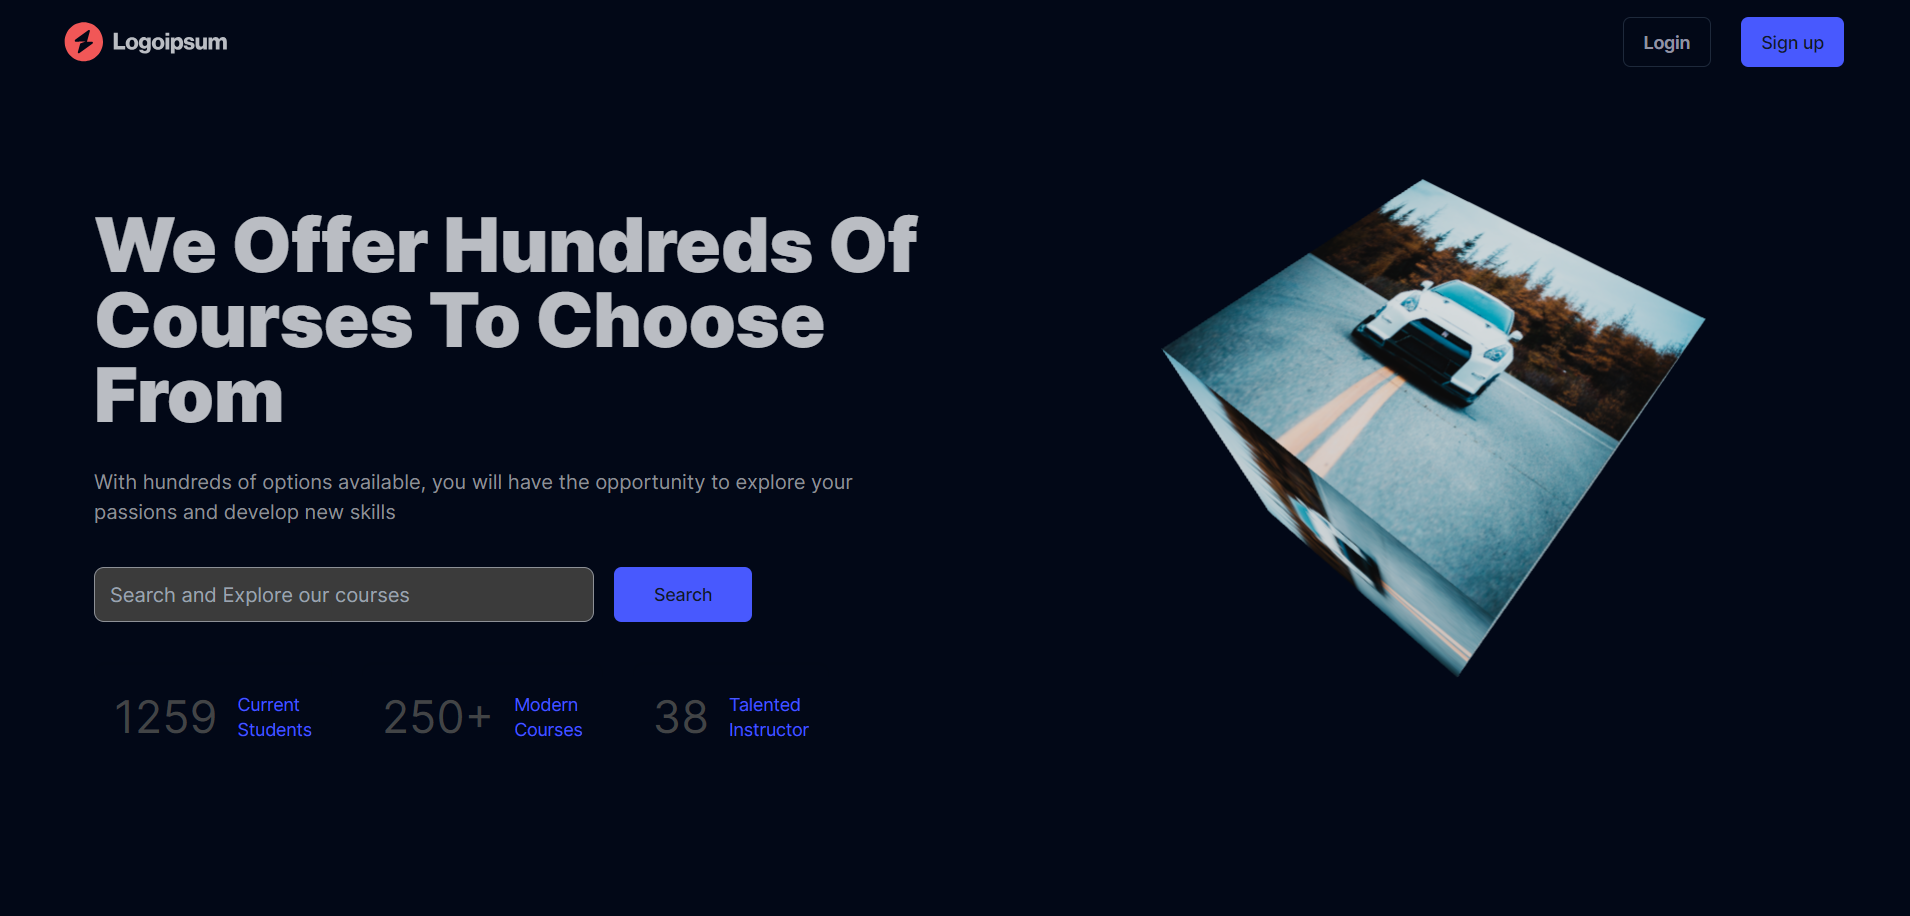 Logoipsum
Login
Sign up
We Offer Hundreds Of
Courses To Choose
From
With hundreds of options available, you will have the opportunity to explore your
passions and develop new skills
Search and Explore our courses
Search
1259
Current
Students
250+
Modern
Courses
38
Talented
Instructor